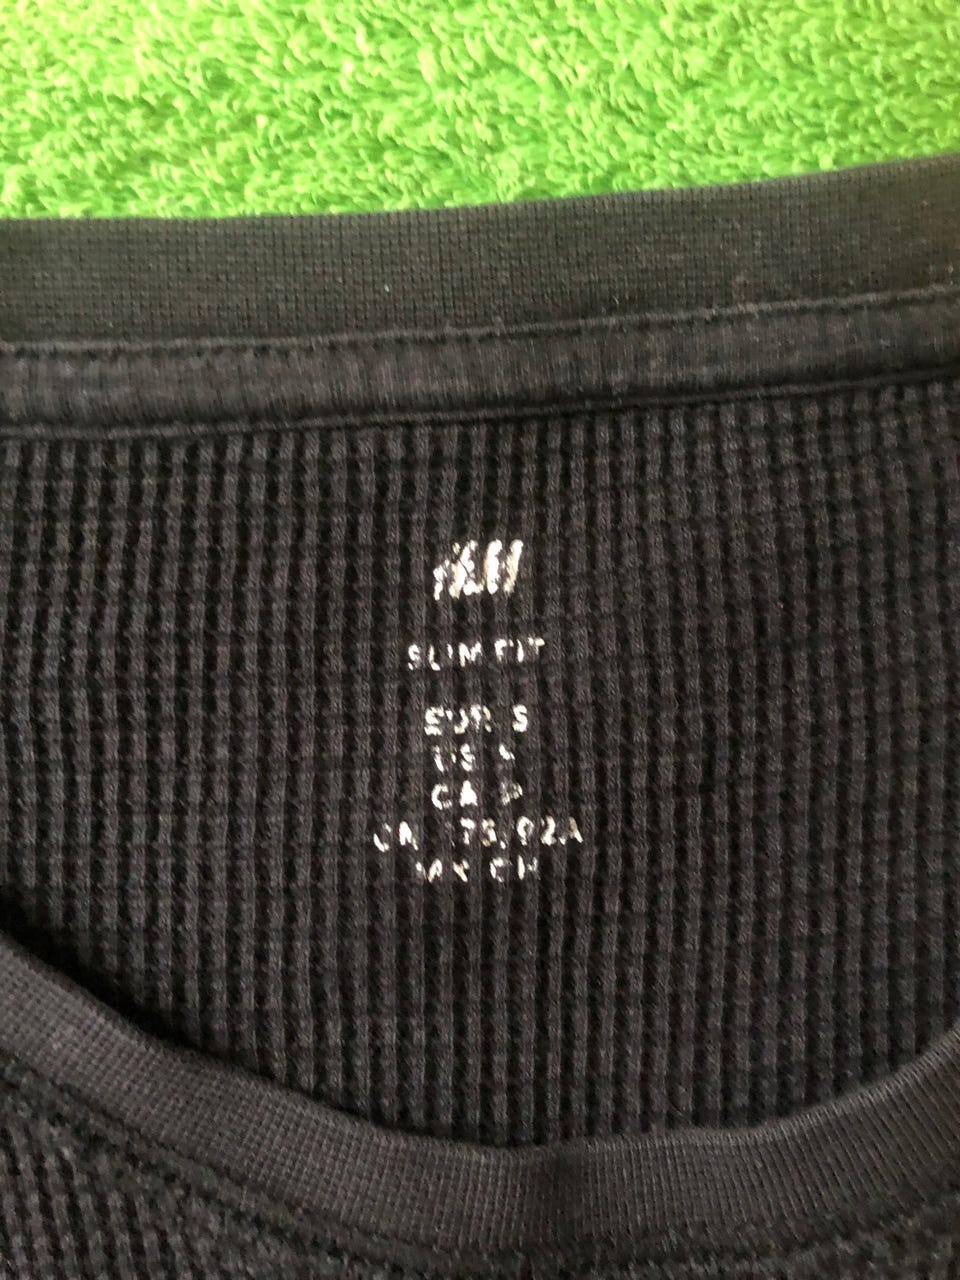 H&M
SLIM FIT
EUR S
US S
CA P
CN 175/92A
MX CH